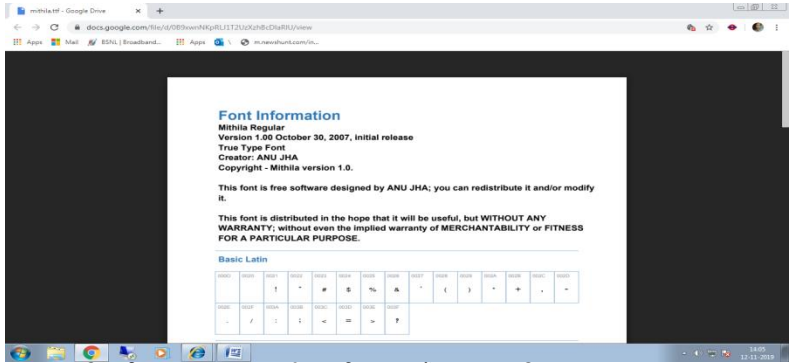 mithila.ttf - Google Drive
docs.google.com/file/d/
Apps Mail BSNL | Broadband... Apps m.newshunt.com/in...
Font Information
Mithila Regular
Version 1.00 October 30, 2007, initial release
True Type Font
Creator: ANU JHA
Copyright - Mithila version 1.0.
This font is free software designed by ANU JHA; you can redistribute it and/or modify
it.
This font is distributed in the hope that it will be useful, but WITHOUT ANY
WARRANTY; without even the implied warranty of MERCHANTABILITY or FITNESS
FOR A PARTICULAR PURPOSE.
Basic Latin
! " # $ % & ' ( ) * + , -
. / : ; < = > ?
14:05
12-11-2019